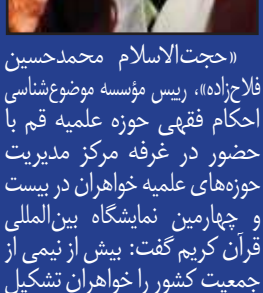 «حجت‌الاسلام محمدحسین
فلاح‌زاده»، رییس مؤسسه موضوع‌شناسی
احکام فقهی حوزه علمیه قم با
حضور در غرفه مرکز مدیریت
حوزه‌های علمیه خواهران در بیست
و چهارمین نمایشگاه بین‌المللی
قرآن کریم گفت: بیش از نیمی از
جمعیت کشور را خواهران تشکیل